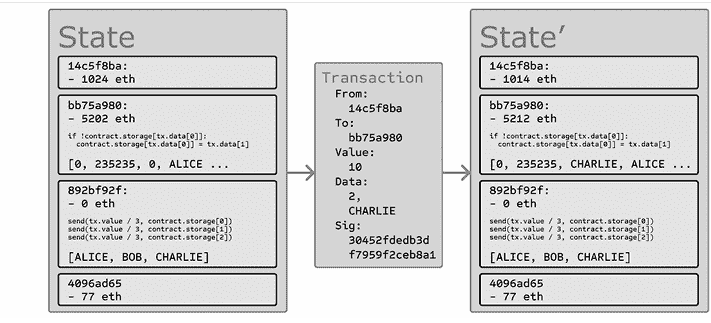 State
14c5f8ba:
- 1024 eth
bb75a980:
- 5202 eth
if !contract.storage[tx.data[0]]:
contract.storage[tx.data[0]] = tx.data[1]
[0, 235235, 0, ALICE ...
892bf92f:
- 0 eth
send(tx.value / 3, contract.storage[0])
send(tx.value / 3, contract.storage[1])
send(tx.value / 3, contract.storage[2])
[ALICE, BOB, CHARLIE]
4096ad65
- 77 eth
Transaction
From:
14c5f8ba
To:
bb75a980
Value:
10
Data:
2,
CHARLIE
Sig:
30452fdedb3d
f7959f2ceb8a1
State′
14c5f8ba:
- 1014 eth
bb75a980:
- 5212 eth
if !contract.storage[tx.data[0]]:
contract.storage[tx.data[0]] = tx.data[1]
[0, 235235, CHARLIE, ALICE ...
892bf92f:
- 0 eth
send(tx.value / 3, contract.storage[0])
send(tx.value / 3, contract.storage[1])
send(tx.value / 3, contract.storage[2])
[ALICE, BOB, CHARLIE]
4096ad65
- 77 eth